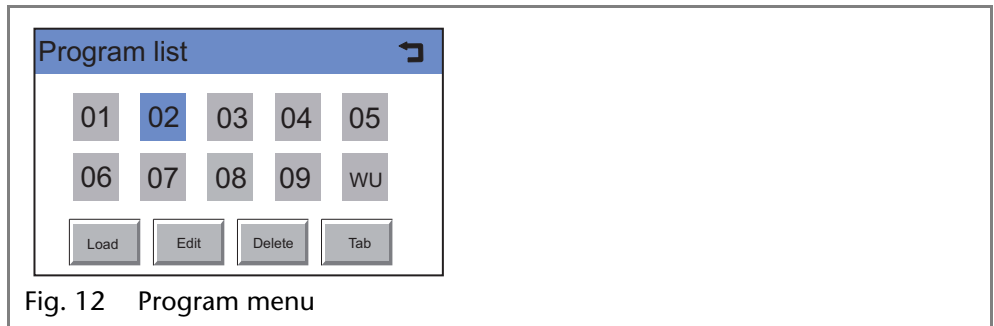 Program list
01 02 03 04 05
06 07 08 09 WU
Load Edit Delete Tab
Fig. 12 Program menu